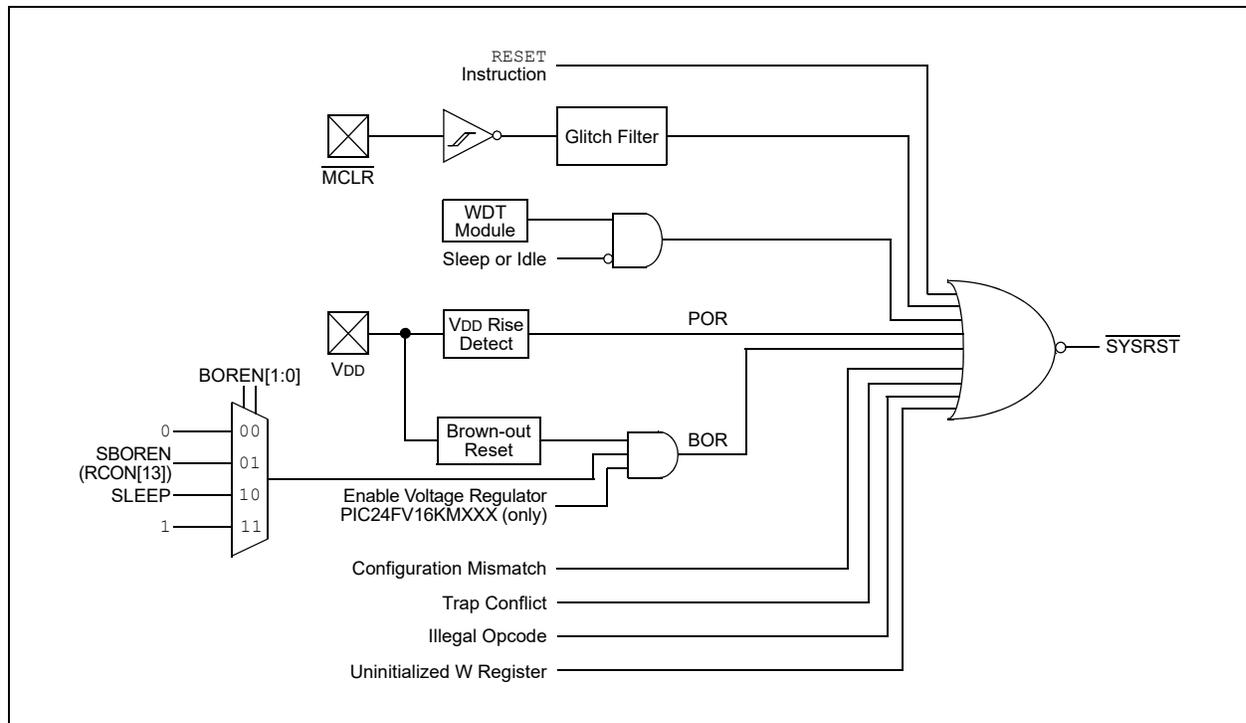 RESET
Instruction
Glitch Filter
MCLR
WDT
Module
Sleep or Idle
VDD Rise
Detect
POR
VDD
SYSRST
BOREN[1:0]
0
00
SBOREN
(RCON[13])
01
SLEEP
10
1
11
Brown-out
Reset
BOR
Enable Voltage Regulator
PIC24FV16KMXXX (only)
Configuration Mismatch
Trap Conflict
Illegal Opcode
Uninitialized W Register